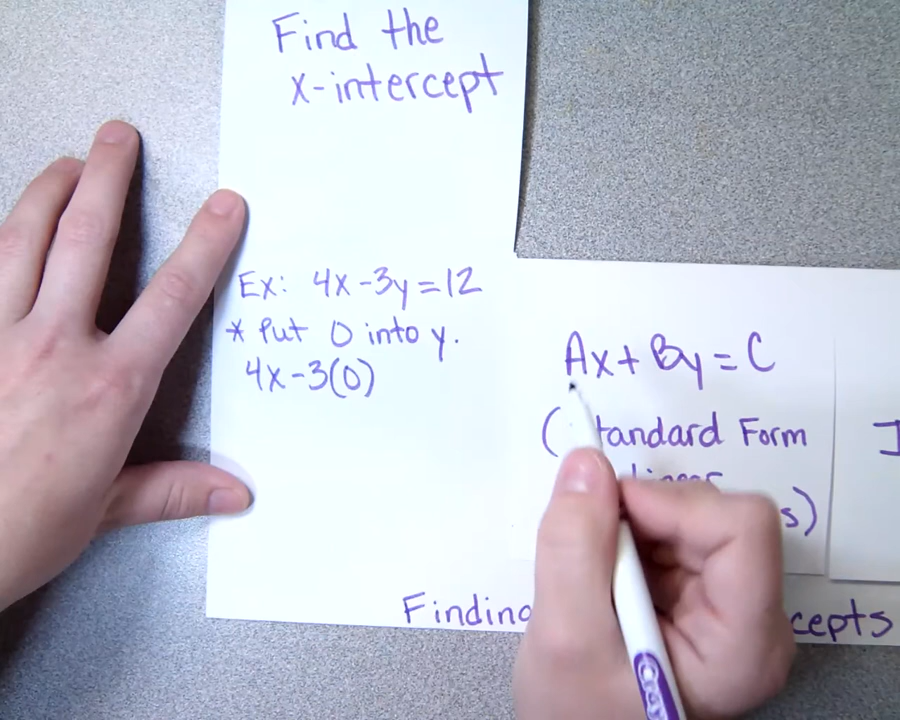 Find the
x-intercept
Ex: 4x-3y=12
* Put 0 into y.
4x-3(0)
Ax+By=C
(tandard Form
s)
Finding
cepts